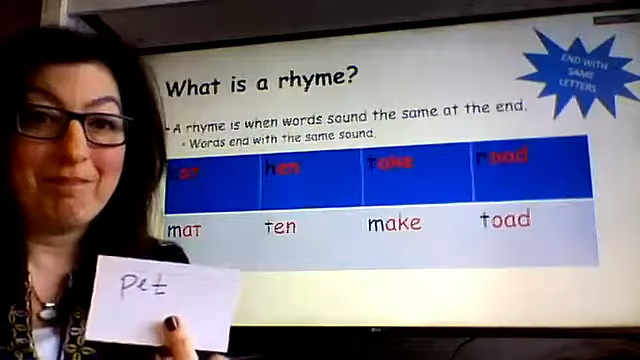 What is a rhyme?
END WITH
SAME
LETTERS
A rhyme is when words sound the same at the end.
Words end with the same sound.
hen take road
mat ten make toad
pet